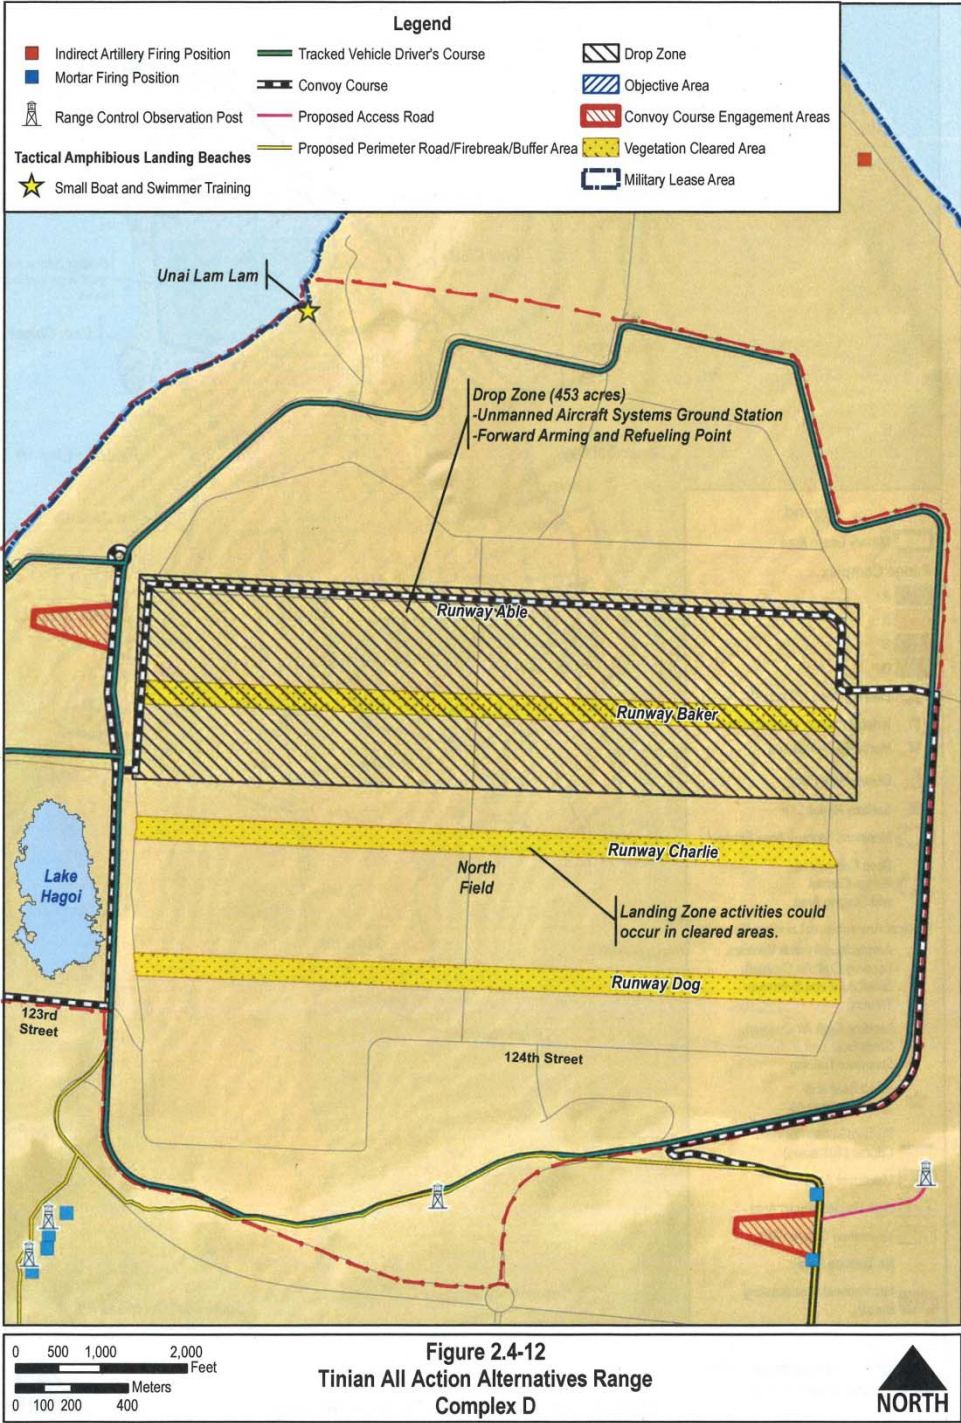 Legend
Indirect Artillery Firing Position
Mortar Firing Position
Range Control Observation Post
Tactical Amphibious Landing Beaches
Small Boat and Swimmer Training
Tracked Vehicle Driver's Course
Convoy Course
Proposed Access Road
Proposed Perimeter Road/Firebreak/Buffer Area
Drop Zone
Objective Area
Convoy Course Engagement Areas
Vegetation Cleared Area
Military Lease Area
Unai Lam Lam
Drop Zone (453 acres)
-Unmanned Aircraft Systems Ground Station
-Forward Arming and Refueling Point
Runway Able
Runway Baker
Runway Charlie
North
Field
Lake
Hagoi
Landing Zone activities could
occur in cleared areas.
Runway Dog
123rd
Street
124th Street
0 500 1,000 2,000
Feet
Meters
0 100 200 400
Figure 2.4-12
Tinian All Action Alternatives Range
Complex D
NORTH